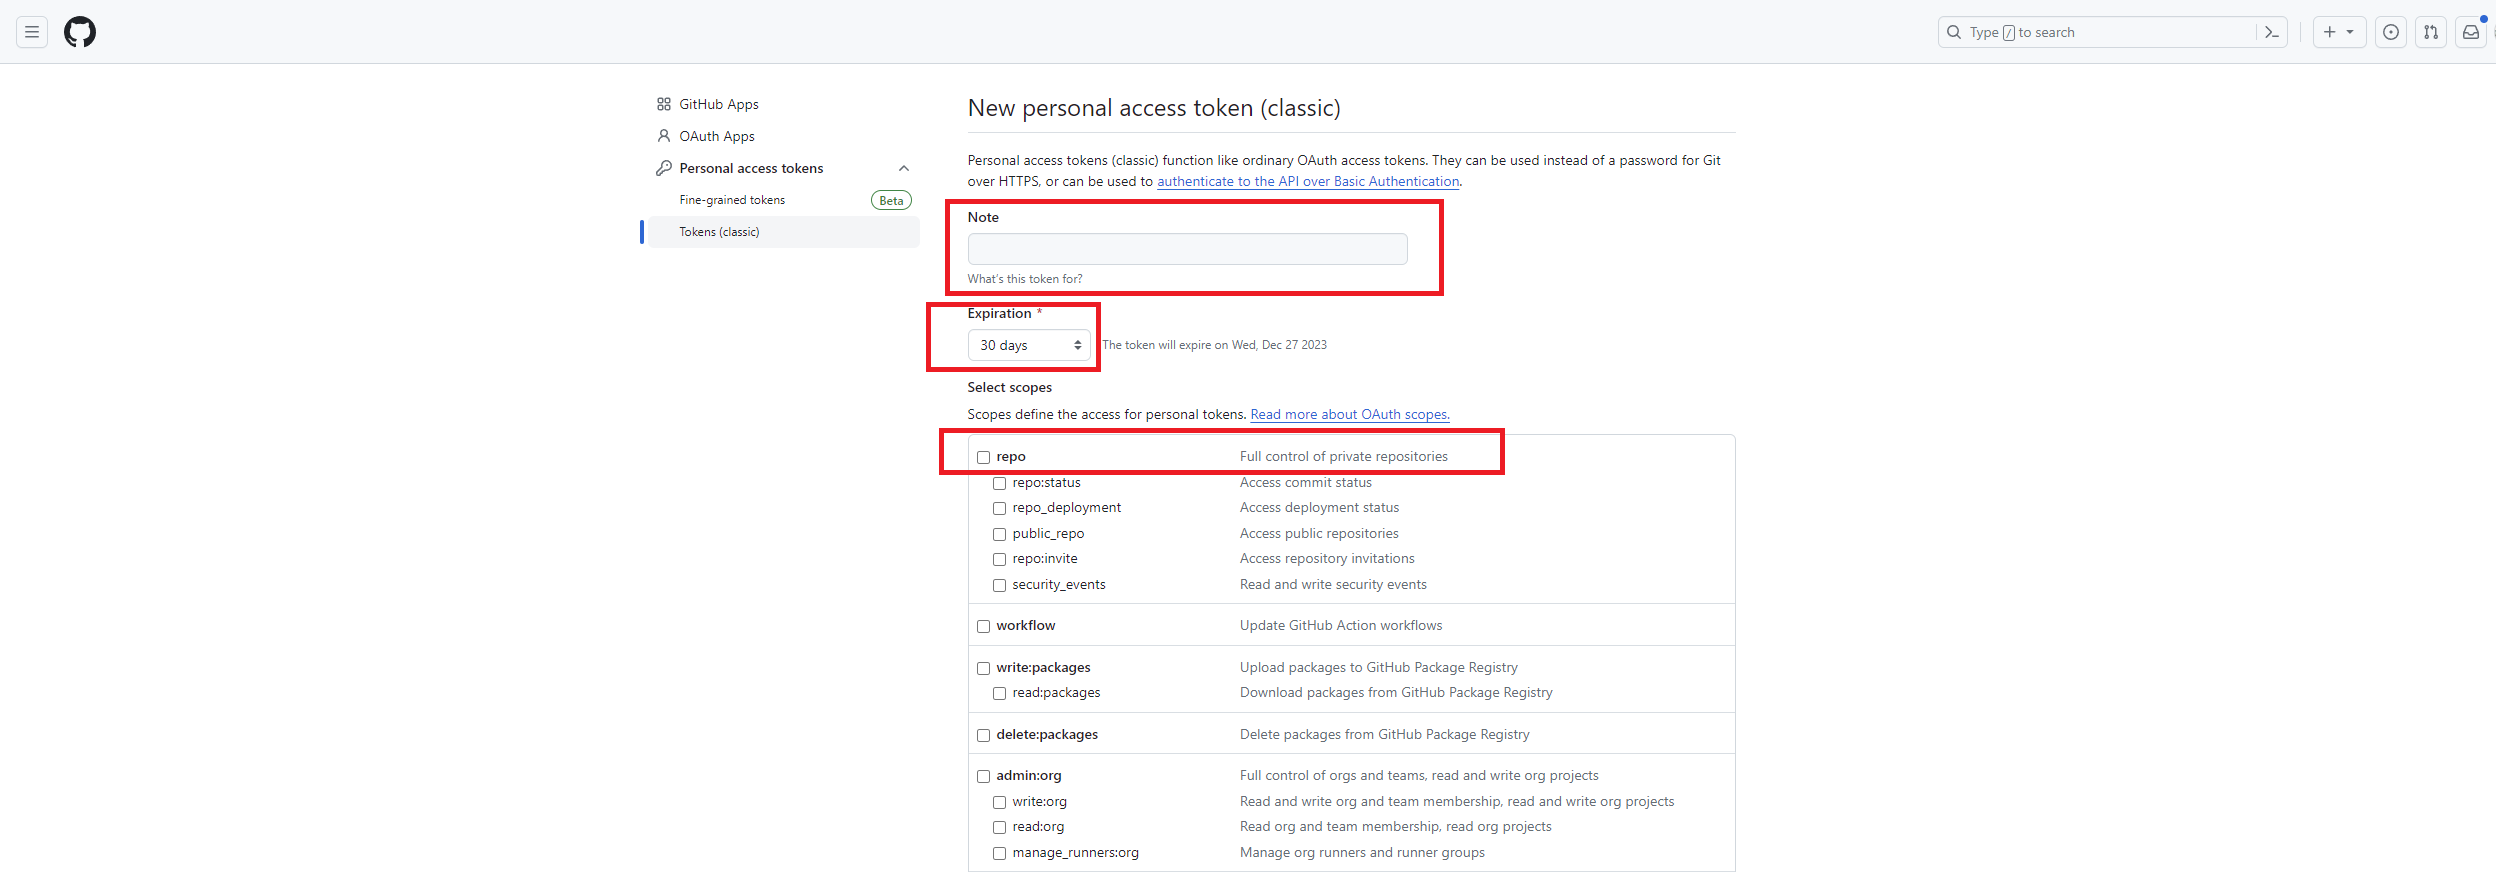 Type / to search
GitHub Apps
OAuth Apps
Personal access tokens
Fine-grained tokens Beta
Tokens (classic)
New personal access token (classic)
Personal access tokens (classic) function like ordinary OAuth access tokens. They can be used instead of a password for Git
over HTTPS, or can be used to authenticate to the API over Basic Authentication.
Note
What's this token for?
Expiration *
30 days The token will expire on Wed, Dec 27 2023
Select scopes
Scopes define the access for personal tokens. Read more about OAuth scopes.
repo Full control of private repositories
repo:status Access commit status
repo_deployment Access deployment status
public_repo Access public repositories
repo:invite Access repository invitations
security_events Read and write security events
workflow Update GitHub Action workflows
write:packages Upload packages to GitHub Package Registry
read:packages Download packages from GitHub Package Registry
delete:packages Delete packages from GitHub Package Registry
admin:org Full control of orgs and teams, read and write org projects
write:org Read and write org and team membership, read and write org projects
read:org Read org and team membership, read org projects
manage_runners:org Manage org runners and runner groups